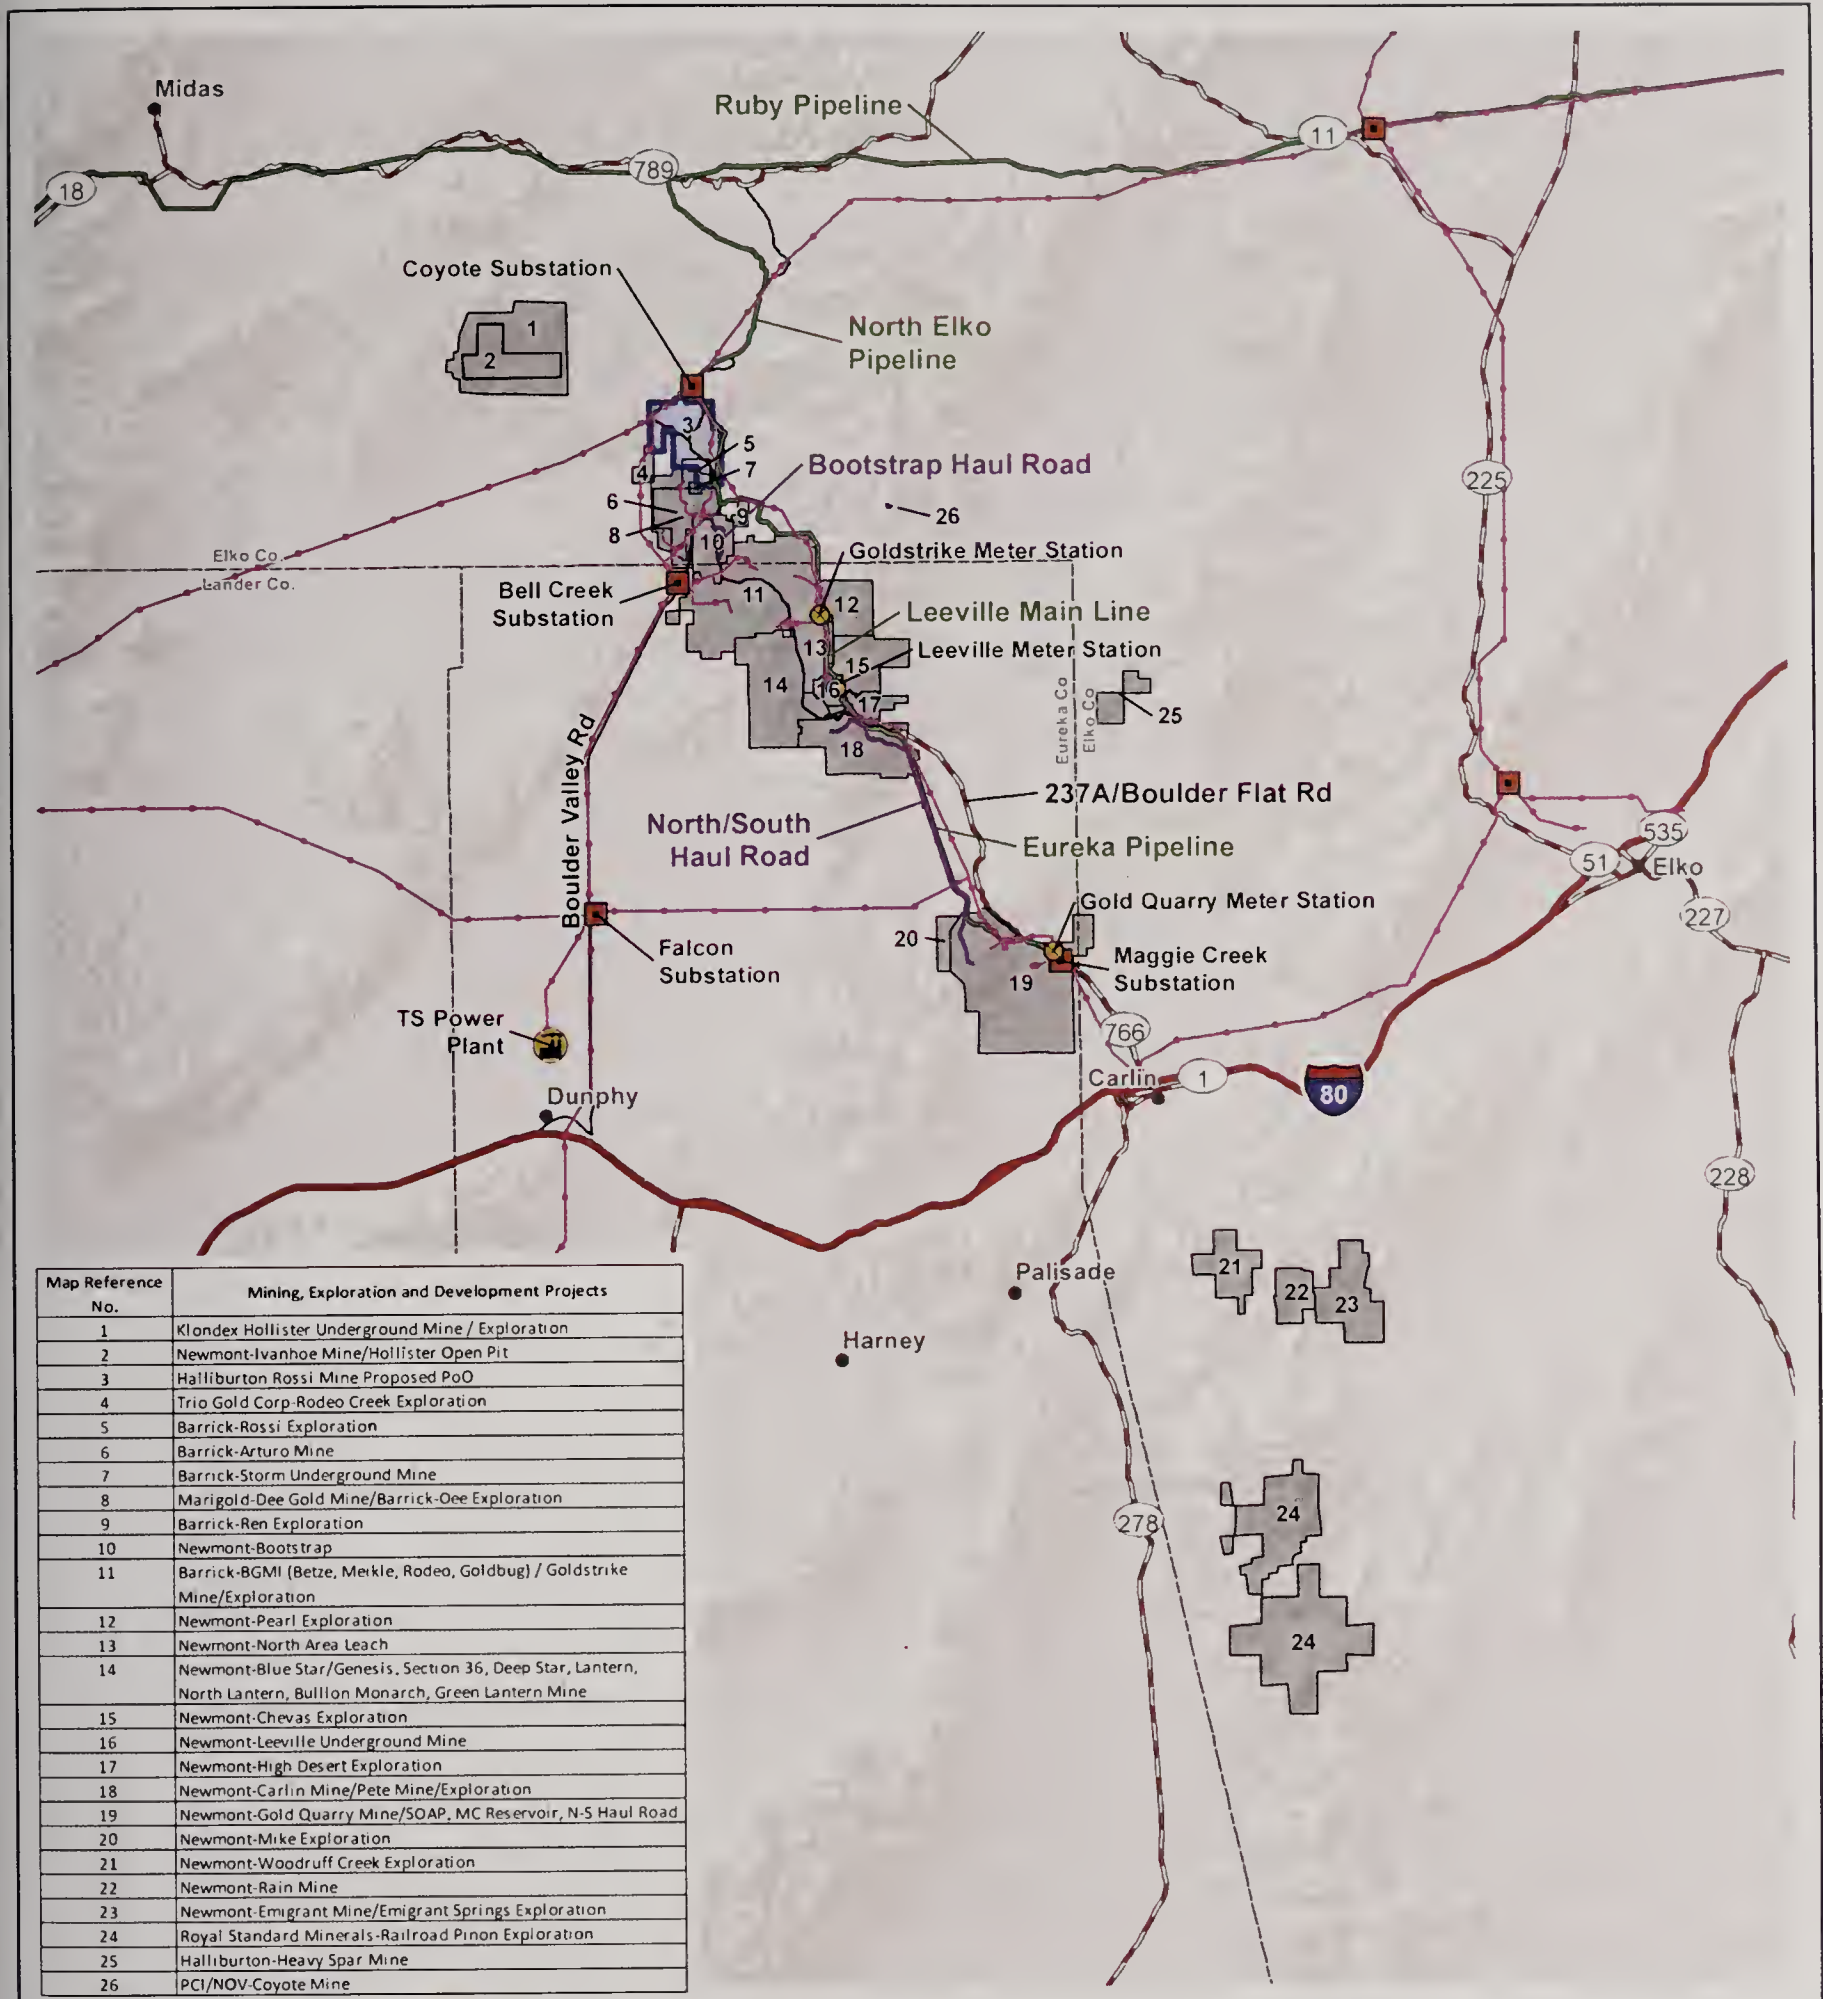 Midas
Ruby Pipeline
11
789
18
Coyote Substation
North Elko
Pipeline
1
2
3
5
4
7
Bootstrap Haul Road
225
6
9
26
8
10
Elko Co.
Lander Co.
Goldstrike Meter Station
Bell Creek
Substation
11
12
Leeville Main Line
13
Leeville Meter Station
15
14
16
17
Eureka Co
Elko Co
25
18
Boulder Valley Rd
237A/Boulder Flat Rd
North/South
Haul Road
Eureka Pipeline
535
51
Elko
Gold Quarry Meter Station
227
20
Falcon
Substation
Maggie Creek
Substation
19
TS Power
Plant
766
Carlin
1
80
Dunphy
228
21
Palisade
22
23
Harney
24
278
24
Map Reference
No.
Mining, Exploration and Development Projects
1 Klondex Hollister Underground Mine / Exploration
2 Newmont-Ivanhoe Mine/Hollister Open Pit
3 Halliburton Rossi Mine Proposed PoO
4 Trio Gold Corp-Rodeo Creek Exploration
5 Barrick-Rossi Exploration
6 Barrick-Arturo Mine
7 Barrick-Storm Underground Mine
8 Marigold-Dee Gold Mine/Barrick-Dee Exploration
9 Barrick-Ren Exploration
10 Newmont-Bootstrap
11 Barrick-BGMI (Betze, Meikle, Rodeo, Goldbug) / Goldstrike
Mine/Exploration
12 Newmont-Pearl Exploration
13 Newmont-North Area Leach
14 Newmont-Blue Star/Genesis, Section 36, Deep Star, Lantern,
North Lantern, Bullion Monarch, Green Lantern Mine
15 Newmont-Chevas Exploration
16 Newmont-Leeville Underground Mine
17 Newmont-High Desert Exploration
18 Newmont-Carlin Mine/Pete Mine/Exploration
19 Newmont-Gold Quarry Mine/SOAP, MC Reservoir, N-S Haul Road
20 Newmont-Mike Exploration
21 Newmont-Woodruff Creek Exploration
22 Newmont-Rain Mine
23 Newmont-Emigrant Mine/Emigrant Springs Exploration
24 Royal Standard Minerals-Railroad Pinon Exploration
25 Halliburton-Heavy Spar Mine
26 PCI/NOV-Coyote Mine